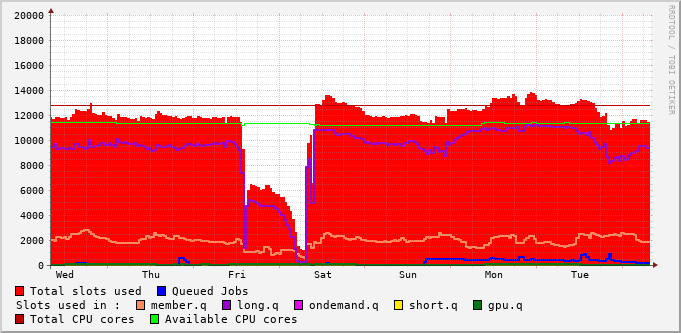 RRDTOOL / TOBI OETIKER
20000
18000
16000
14000
12000
10000
8000
6000
4000
2000
0
Wed Thu Fri Sat Sun Mon Tue
Total slots used Queued Jobs
Slots used in : member.q long.q ondemand.q short.q gpu.q
Total CPU cores Available CPU cores